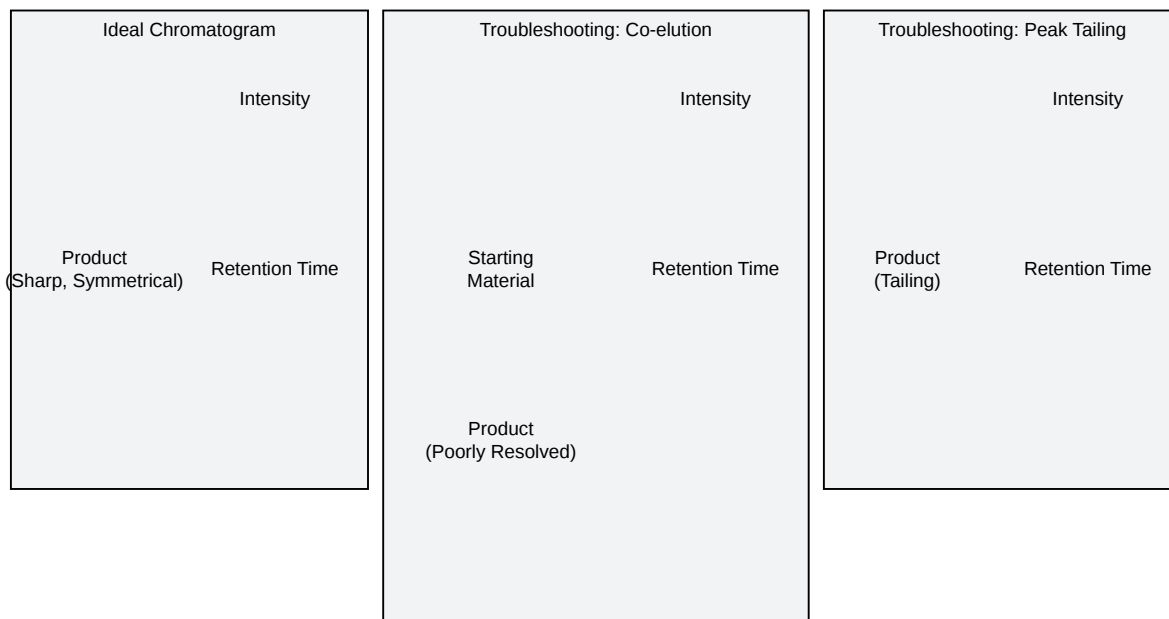 Ideal Chromatogram
Intensity
Product
(Sharp, Symmetrical)
Retention Time
Troubleshooting: Co-elution
Intensity
Starting
Material
Retention Time
Product
(Poorly Resolved)
Troubleshooting: Peak Tailing
Intensity
Product
(Tailing)
Retention Time